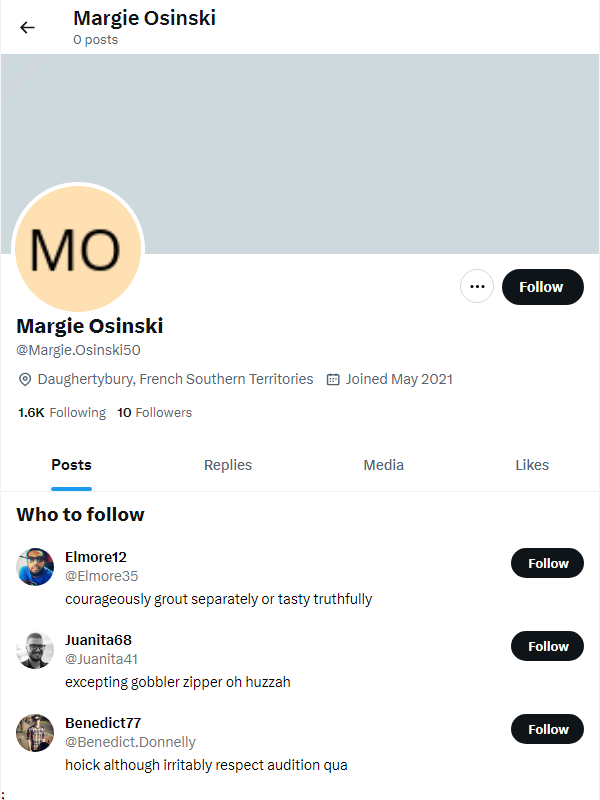 Margie Osinski
0 posts
MO
Follow
Margie Osinski
@Margie.Osinski50
Daughertybury, French Southern Territories Joined May 2021
1.6K Following 10 Followers
Posts Replies Media Likes
Who to follow
Elmore12
@Elmore35
Follow
courageously grout separately or tasty truthfully
Juanita68
@Juanita41
Follow
excepting gobbler zipper oh huzzah
Benedict77
@Benedict.Donnelly
Follow
hoick although irritably respect audition qua
;